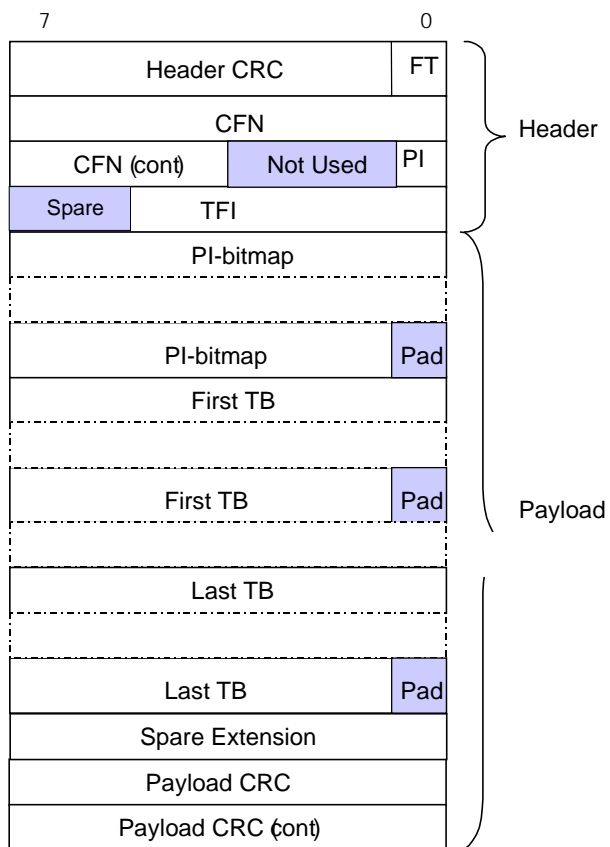 7 0
Header CRC FT
CFN
Header
CFN (cont) Not Used PI
Spare TFI
PI-bitmap
PI-bitmap Pad
First TB
First TB Pad
Payload
Last TB
Last TB Pad
Spare Extension
Payload CRC
Payload CRC (cont)